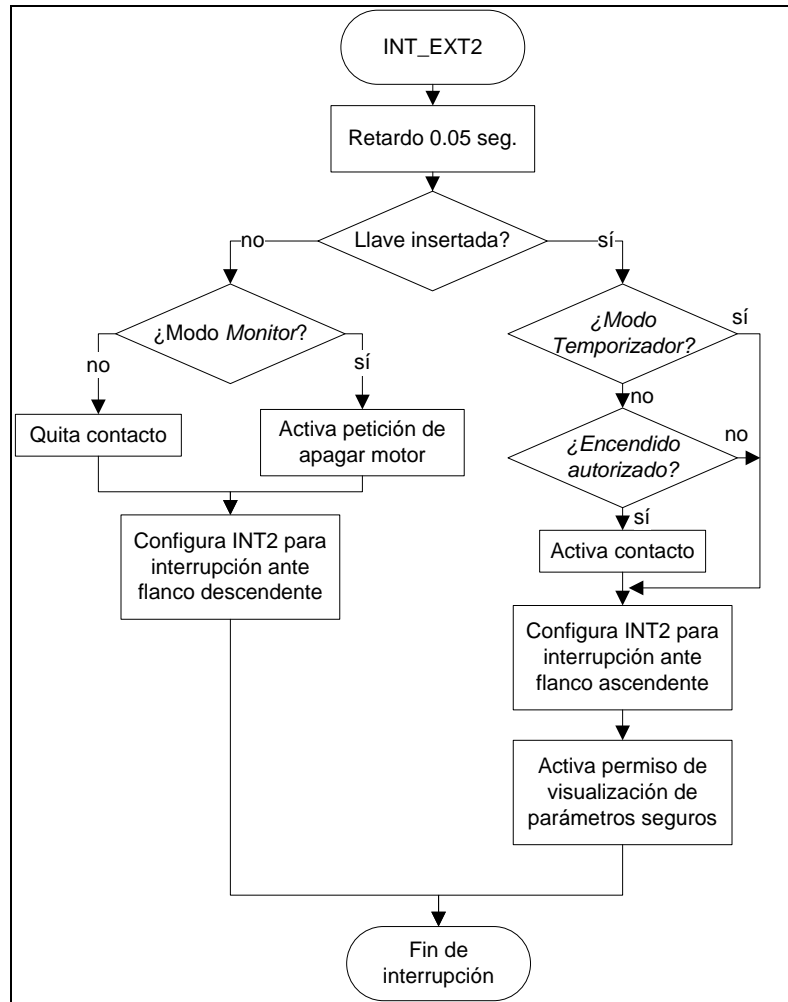 INT_EXT2
Retardo 0.05 seg.
Llave insertada?
no
sí
¿Modo Monitor?
no
sí
Quita contacto
Activa petición de
apagar motor
Configura INT2 para
interrupción ante
flanco descendente
¿Modo
Temporizador?
sí
no
¿Encendido
autorizado?
no
sí
Activa contacto
Configura INT2 para
interrupción ante
flanco ascendente
Activa permiso de
visualización de
parámetros seguros
Fin de
interrupción